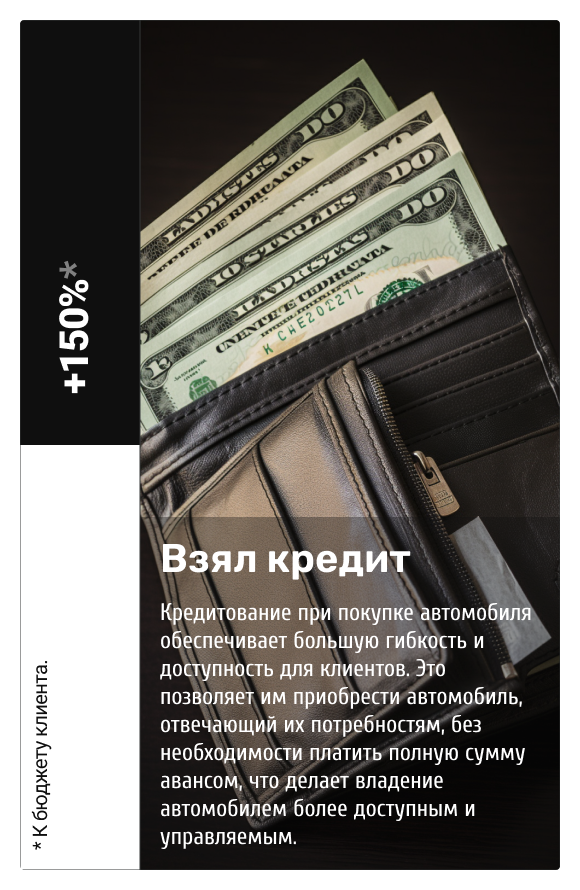 +150%*
* К бюджету клиента.
Взял кредит
Кредитование при покупке автомобиля
обеспечивает большую гибкость и
доступность для клиентов. Это
позволяет им приобрести автомобиль,
отвечающий их потребностям, без
необходимости платить полную сумму
авансом, что делает владение
автомобилем более доступным и
управляемым.